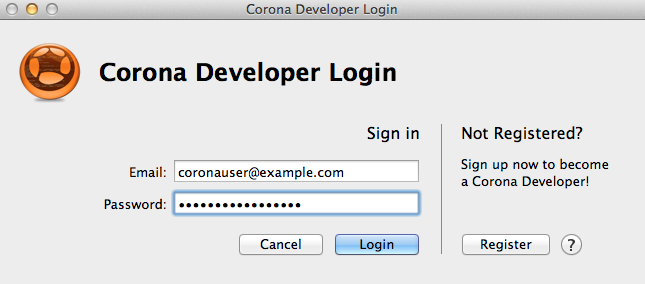 Corona Developer Login
Corona Developer Login
Sign in
Email: coronauser@example.com
Password: •••••••••••••••••
Cancel Login
Not Registered?
Sign up now to become
a Corona Developer!
Register ?